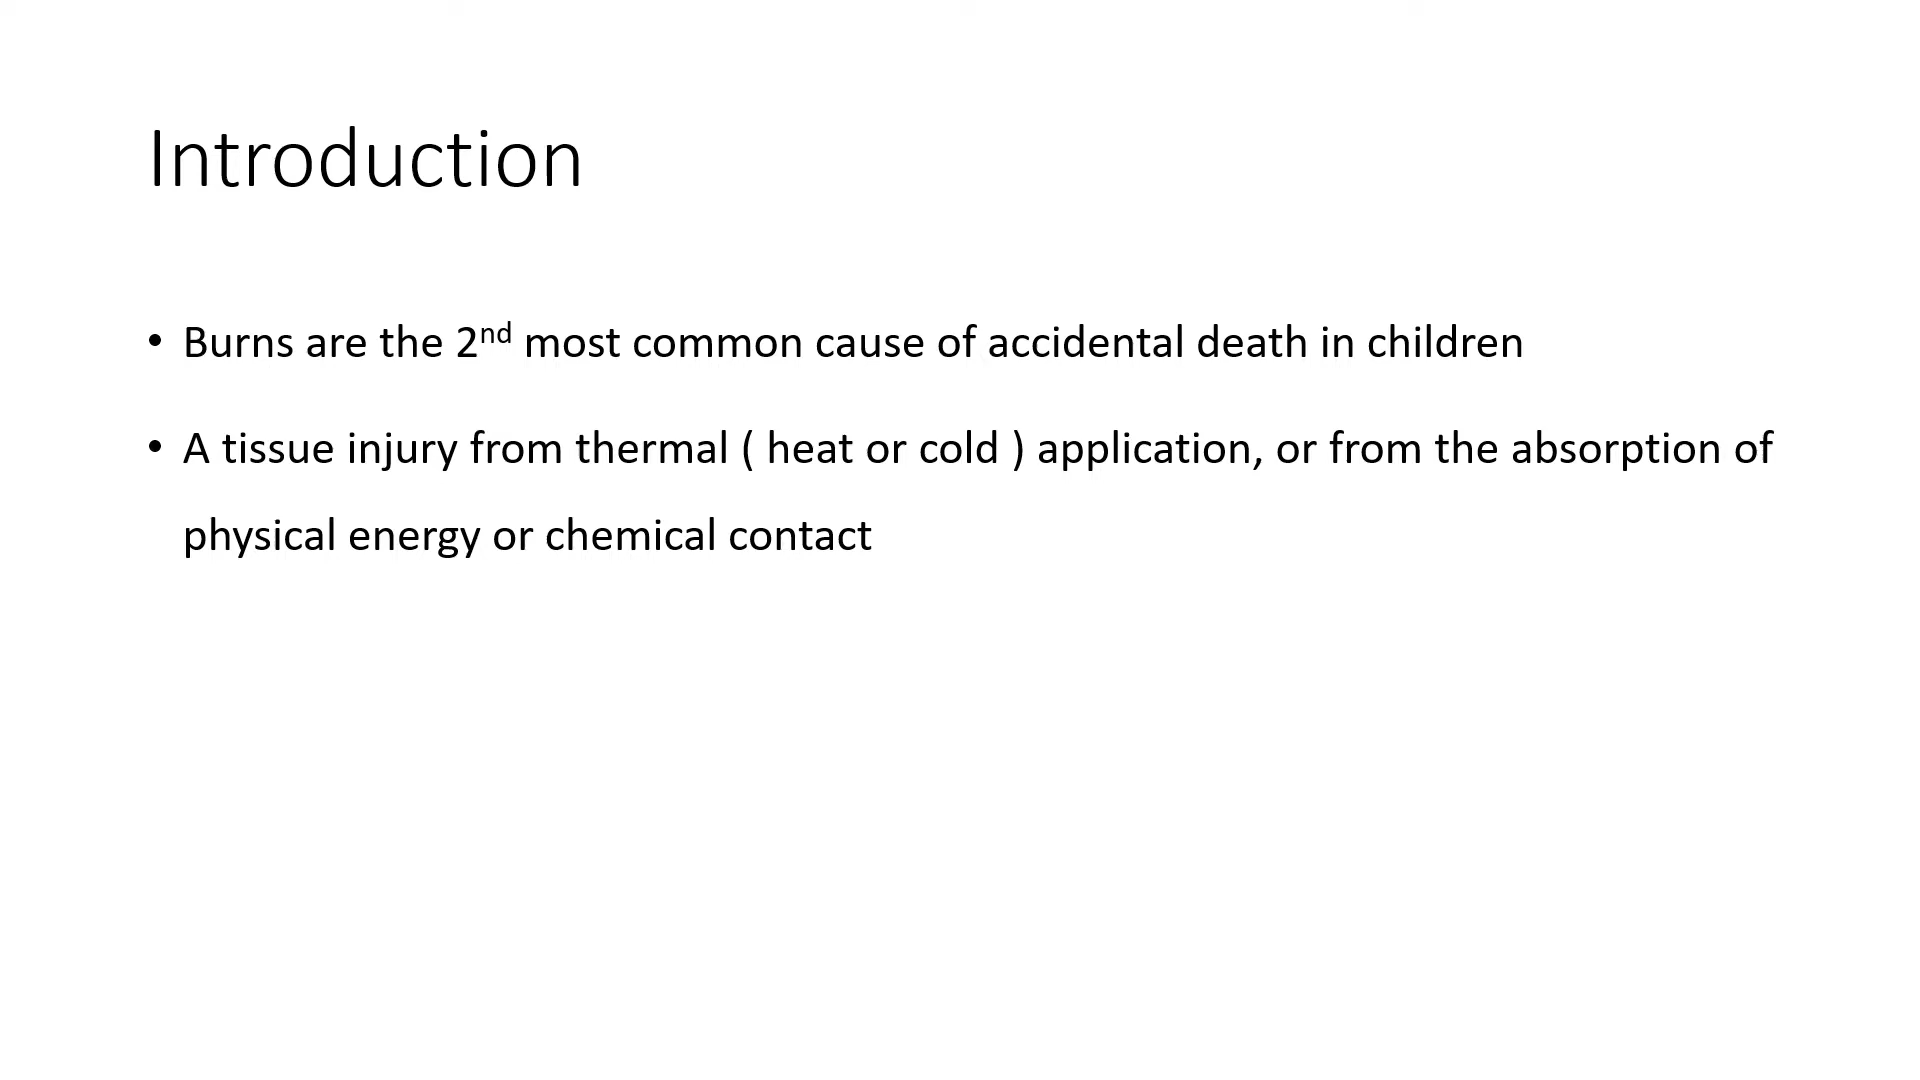 Introduction
• Burns are the 2nd most common cause of accidental death in children
• A tissue injury from thermal ( heat or cold ) application, or from the absorption of
physical energy or chemical contact